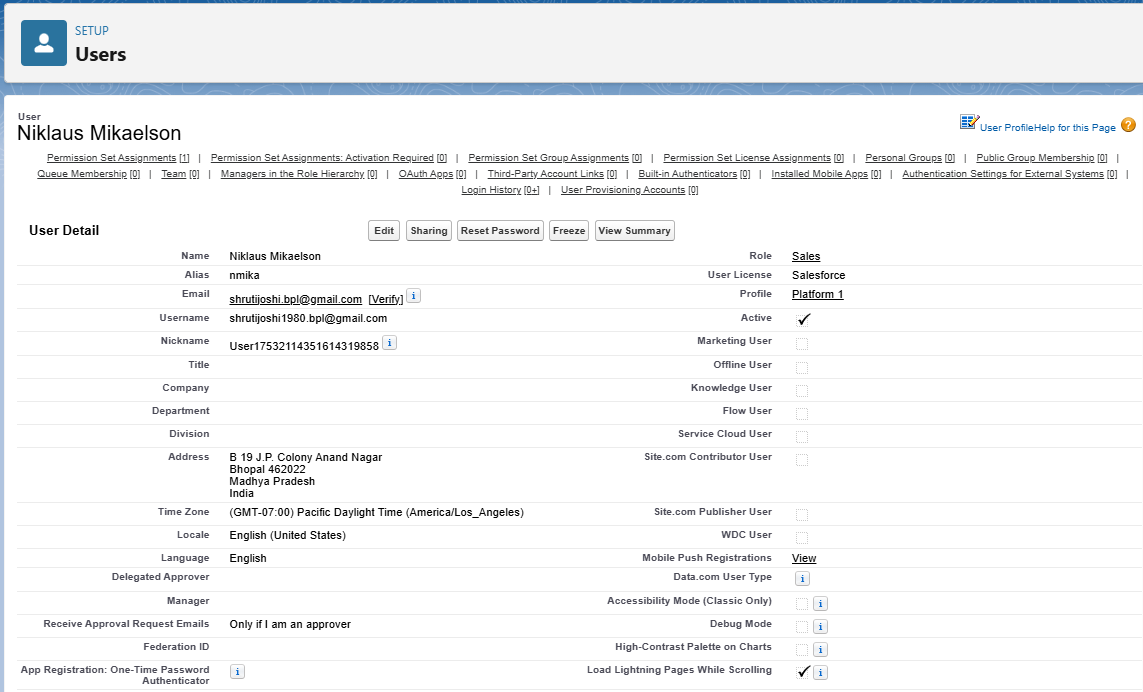 SETUP
Users
User
Niklaus Mikaelson
User Profile Help for this Page ?
Permission Set Assignments [1] | Permission Set Assignments: Activation Required [0] | Permission Set Group Assignments [0] | Permission Set License Assignments [0] | Personal Groups [0] | Public Group Membership [0] |
Queue Membership [0] | Team [0] | Managers in the Role Hierarchy [0] | OAuth Apps [0] | Third-Party Account Links [0] | Built-in Authenticators [0] | Installed Mobile Apps [0] | Authentication Settings for External Systems [0] |
Login History [0+] | User Provisioning Accounts [0]
User Detail Edit Sharing Reset Password Freeze View Summary
Name Niklaus Mikaelson Role Sales
Alias nmika User License Salesforce
Email shrutijoshi.bpl@gmail.com [Verify] i Profile Platform 1
Username shrutijoshi1980.bpl@gmail.com Active
Nickname User17532114351614319858 i Marketing User
Title Offline User
Company Knowledge User
Department Flow User
Division Service Cloud User
Address B 19 J.P. Colony Anand Nagar Site.com Contributor User
Bhopal 462022
Madhya Pradesh
India
Time Zone (GMT-07:00) Pacific Daylight Time (America/Los_Angeles) Site.com Publisher User
Locale English (United States) WDC User
Language English Mobile Push Registrations View
Delegated Approver Data.com User Type i
Manager Accessibility Mode (Classic Only) i
Receive Approval Request Emails Only if I am an approver Debug Mode i
Federation ID High-Contrast Palette on Charts i
App Registration: One-Time Password i Load Lightning Pages While Scrolling i
Authenticator